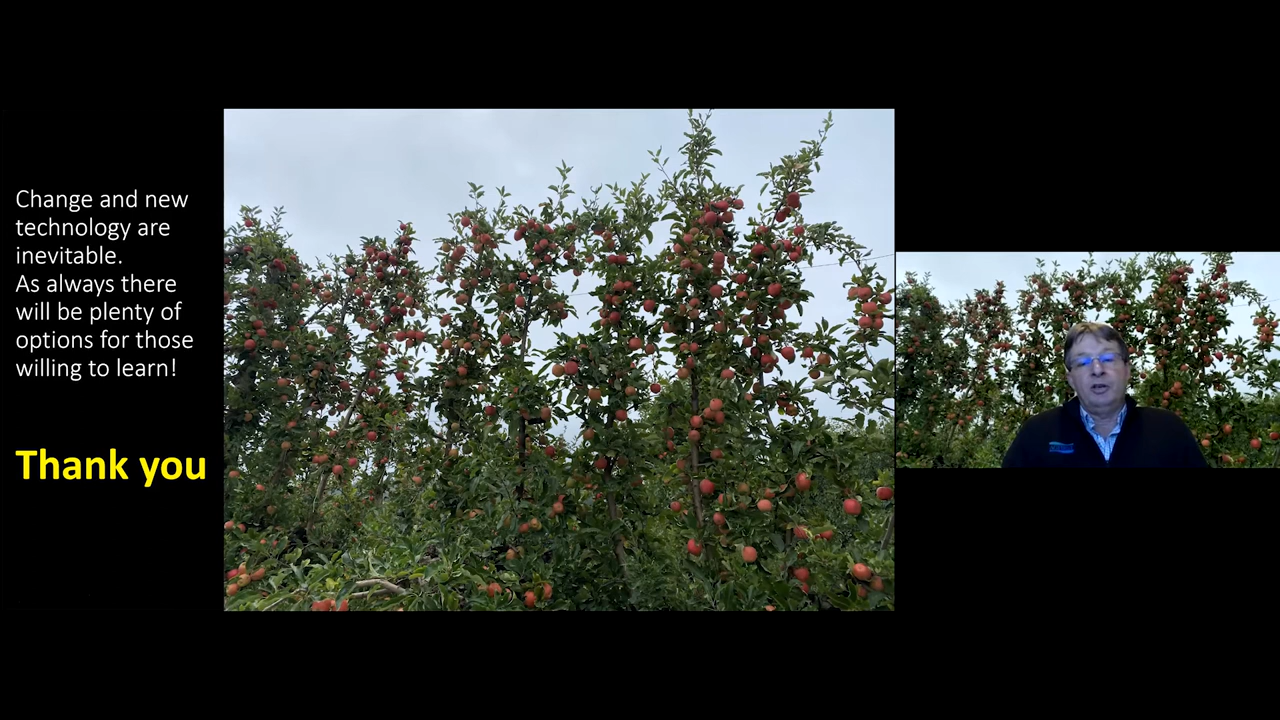 Change and new
technology are
inevitable.
As always there
will be plenty of
options for those
willing to learn!
Thank you